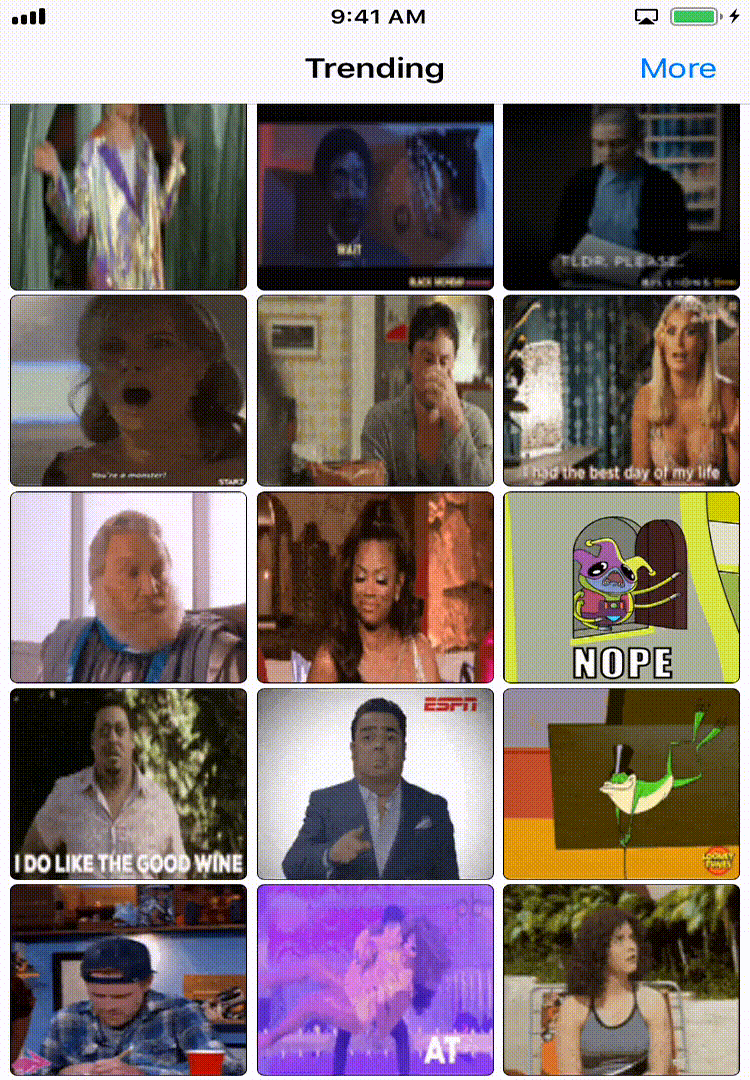 9:41 AM
Trending
More
WAIT
BLACK MONDAY
TLDR, PLEASE.
You're a monster!
STARZ
I had the best day of my life
NOPE
I DO LIKE THE GOOD WINE
ESPN
LOONEY
TUNES
AT